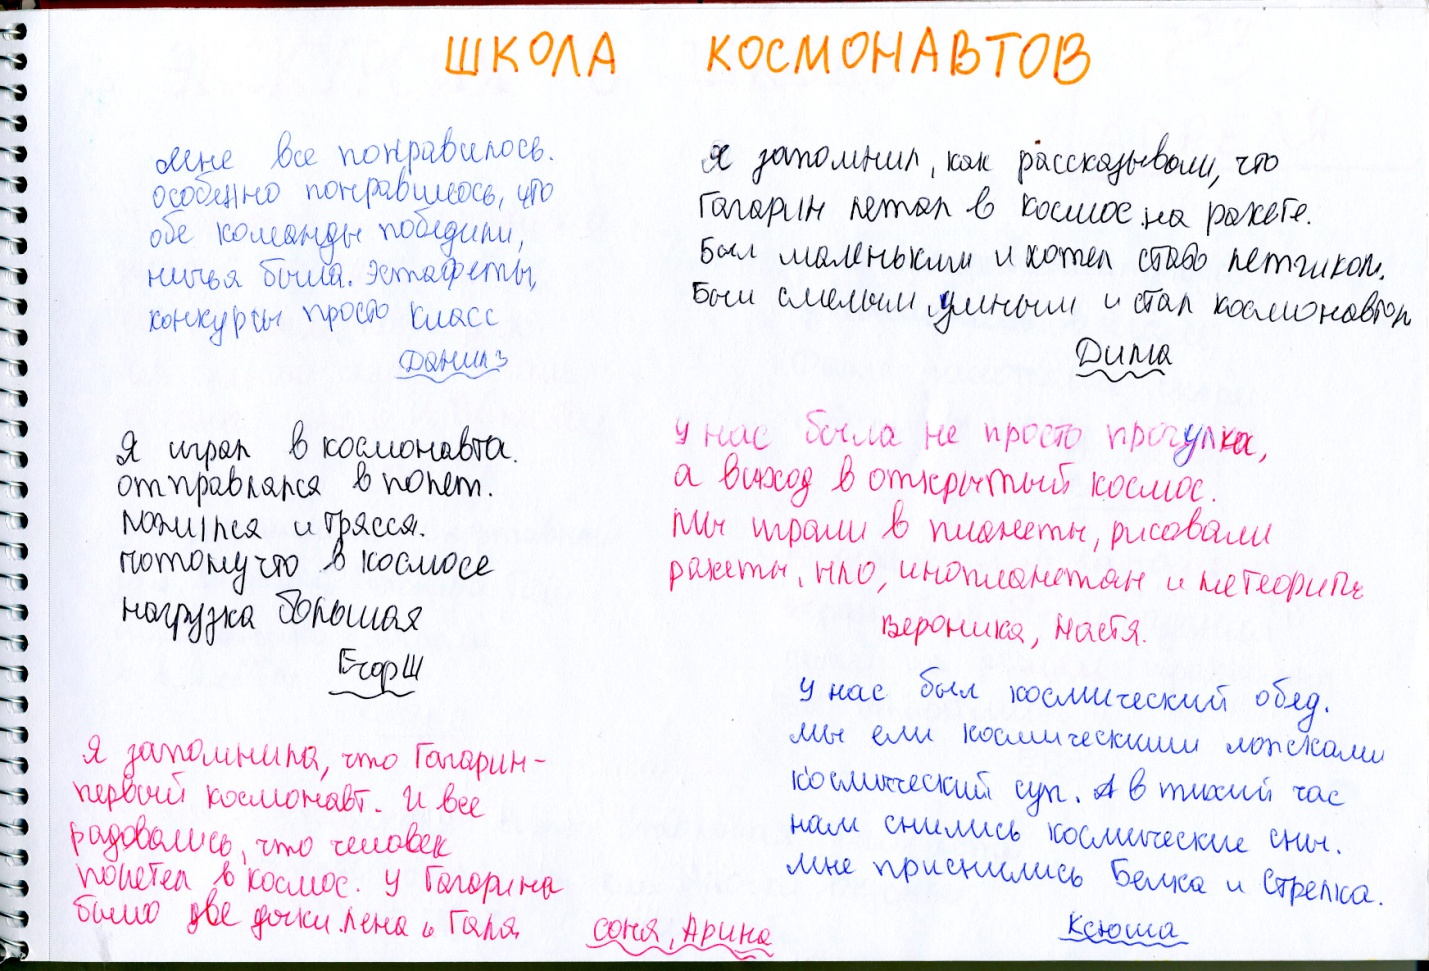 ШКОЛА КОСМОНАВТОВ
Мне все понравилось.
особенно понравилось, что
обе команды победили,
ничья была. Эстафеты,
конкурсы просто класс
Данил З
Я запомнил, как рассказывали, что
Гагарин летал в космос на ракете.
Был маленьким и хотел стать летчиком.
Был смелым, умным и стал космонавтом
Дима
Я играл в космонавта.
отправлялся в полет.
ложился и трясся.
потому что в космосе
нагрузка большая
Егор Ш
У нас была не просто прогулка,
а выход в открытый космос.
Мы играли в планеты, рисовали
ракеты, нло, инопланетян и метеориты
Вероника, Настя.
Я запомнила, что Гагарин-
первый космонавт. И все
радовались, что человек
полетел в космос. У Гагарина
было две дочки Лена и Галя.
Соня, Арина
У нас был космический обед.
Мы ели космическими ложками
космический суп. А в тихий час
нам снились космические сны.
Мне приснились Белка и Стрелка.
Ксюша